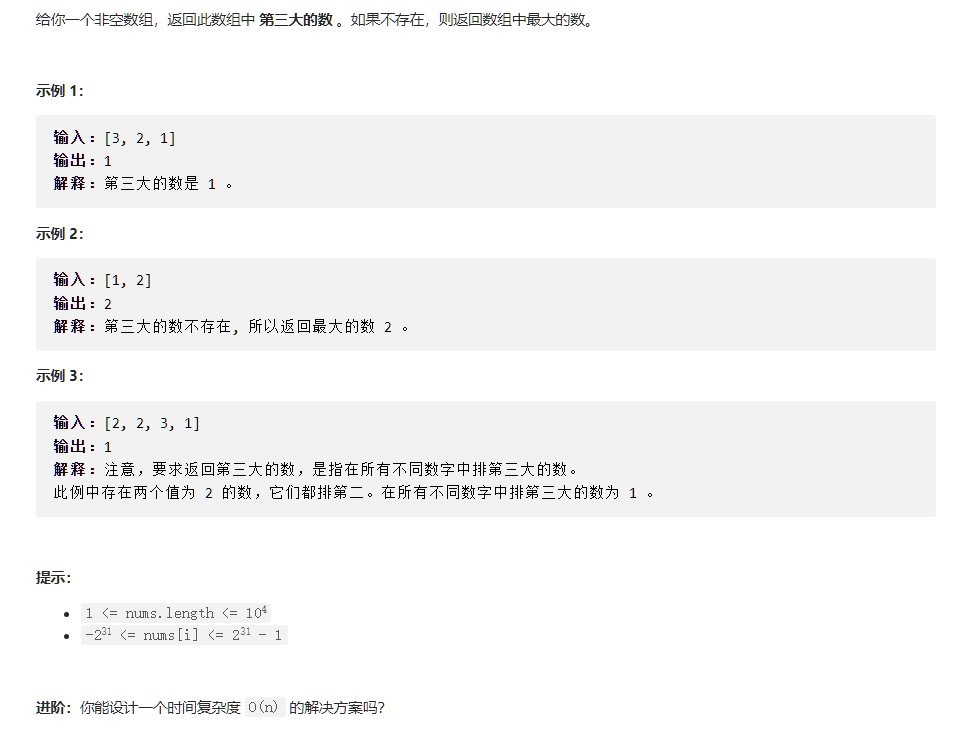 给你一个非空数组，返回此数组中 第三大的数 。如果不存在，则返回数组中最大的数。
示例 1：
输入：[3, 2, 1]
输出：1
解释：第三大的数是 1 。
示例 2：
输入：[1, 2]
输出：2
解释：第三大的数不存在, 所以返回最大的数 2 。
示例 3：
输入：[2, 2, 3, 1]
输出：1
解释：注意，要求返回第三大的数，是指在所有不同数字中排第三大的数。
此例中存在两个值为 2 的数，它们都排第二。在所有不同数字中排第三大的数为 1 。
提示：
• 1 <= nums.length <= 10⁴
• -2³¹ <= nums[i] <= 2³¹ - 1
进阶：你能设计一个时间复杂度 O(n) 的解决方案吗？